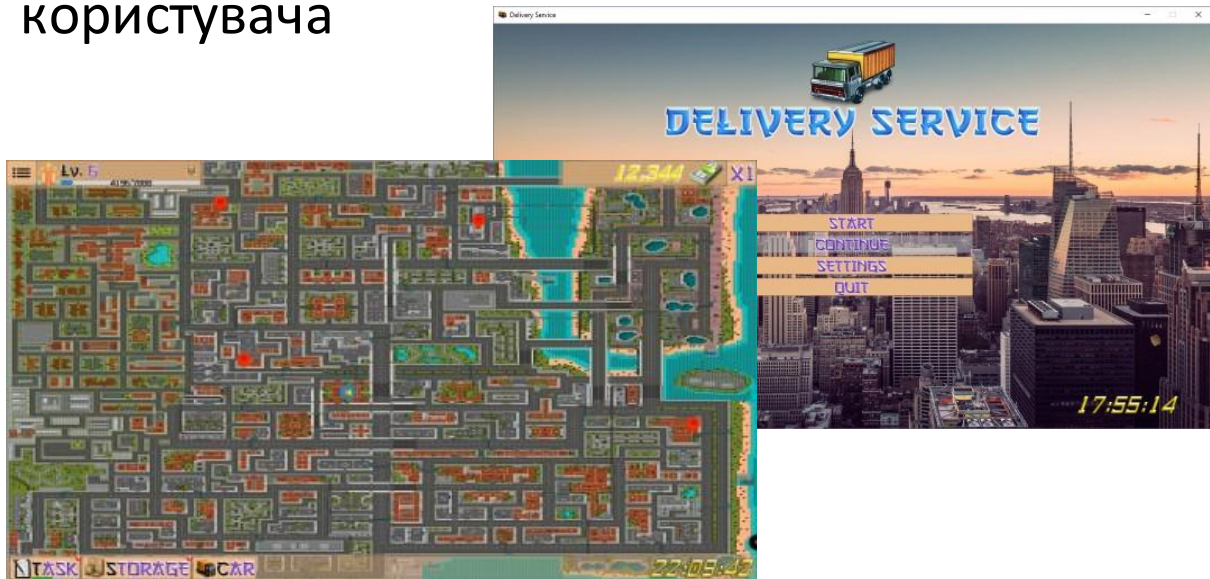 користувача
Delivery Service
DELIVERY SERVICE
START
CONTINUE
SETTINGS
QUIT
17:55:14
Lv. 6
12,344 X1
TASK STORAGE CAR